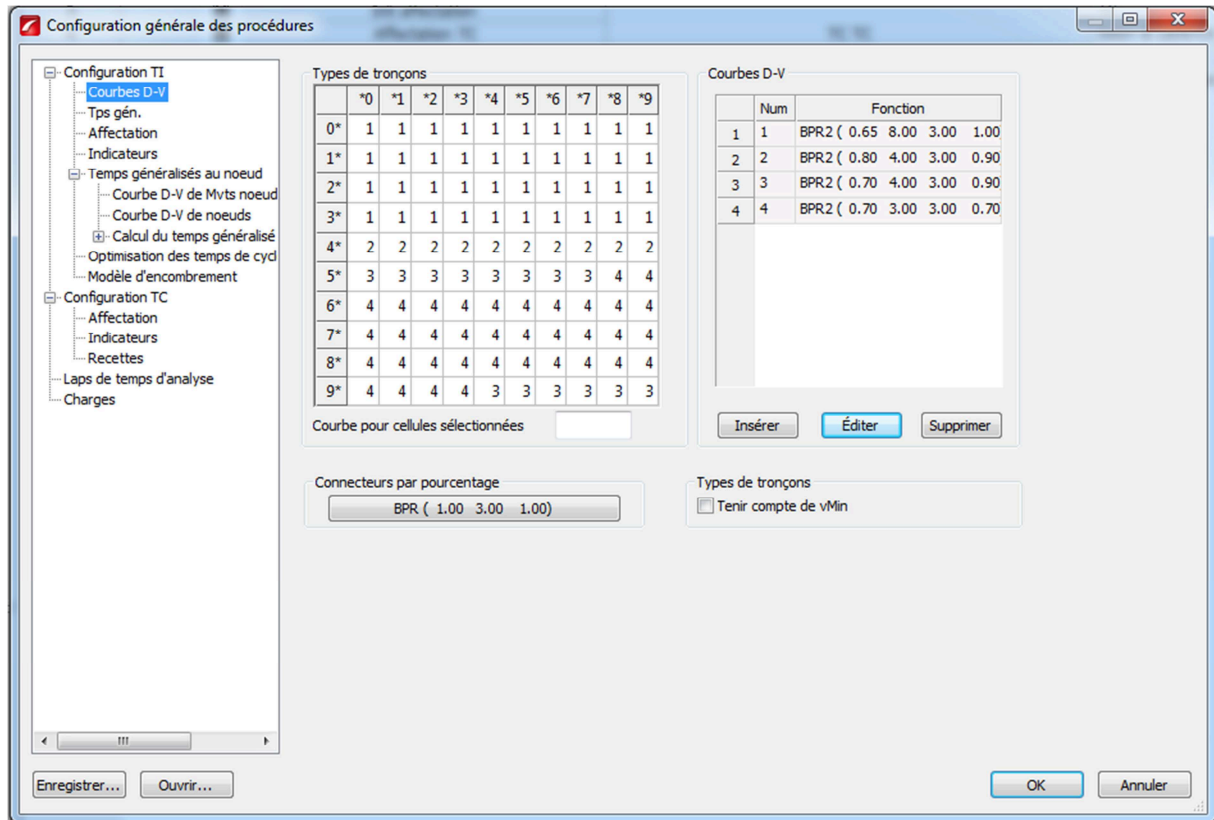 Configuration générale des procédures
Configuration TI
Courbes D-V
Tps gén.
Affectation
Indicateurs
Temps généralisés au noeud
Courbe D-V de Mvts noeud
Courbe D-V de noeuds
Calcul du temps généralisé
Optimisation des temps de cycl
Modèle d'encombrement
Configuration TC
Affectation
Indicateurs
Recettes
Laps de temps d'analyse
Charges
Types de tronçons
*0 *1 *2 *3 *4 *5 *6 *7 *8 *9
0* 1 1 1 1 1 1 1 1 1 1
1* 1 1 1 1 1 1 1 1 1 1
2* 1 1 1 1 1 1 1 1 1 1
3* 1 1 1 1 1 1 1 1 1 1
4* 2 2 2 2 2 2 2 2 2 2
5* 3 3 3 3 3 3 3 3 4 4
6* 4 4 4 4 4 4 4 4 4 4
7* 4 4 4 4 4 4 4 4 4 4
8* 4 4 4 4 4 4 4 4 4 4
9* 4 4 4 4 3 3 3 3 3 3
Courbe pour cellules sélectionnées
Courbes D-V
Num Fonction
1 1 BPR2 ( 0.65 8.00 3.00 1.00
2 2 BPR2 ( 0.80 4.00 3.00 0.90
3 3 BPR2 ( 0.70 4.00 3.00 0.90
4 4 BPR2 ( 0.70 3.00 3.00 0.70
Insérer Éditer Supprimer
Connecteurs par pourcentage
BPR ( 1.00 3.00 1.00)
Types de tronçons
Tenir compte de vMin
Enregistrer... Ouvrir... OK Annuler